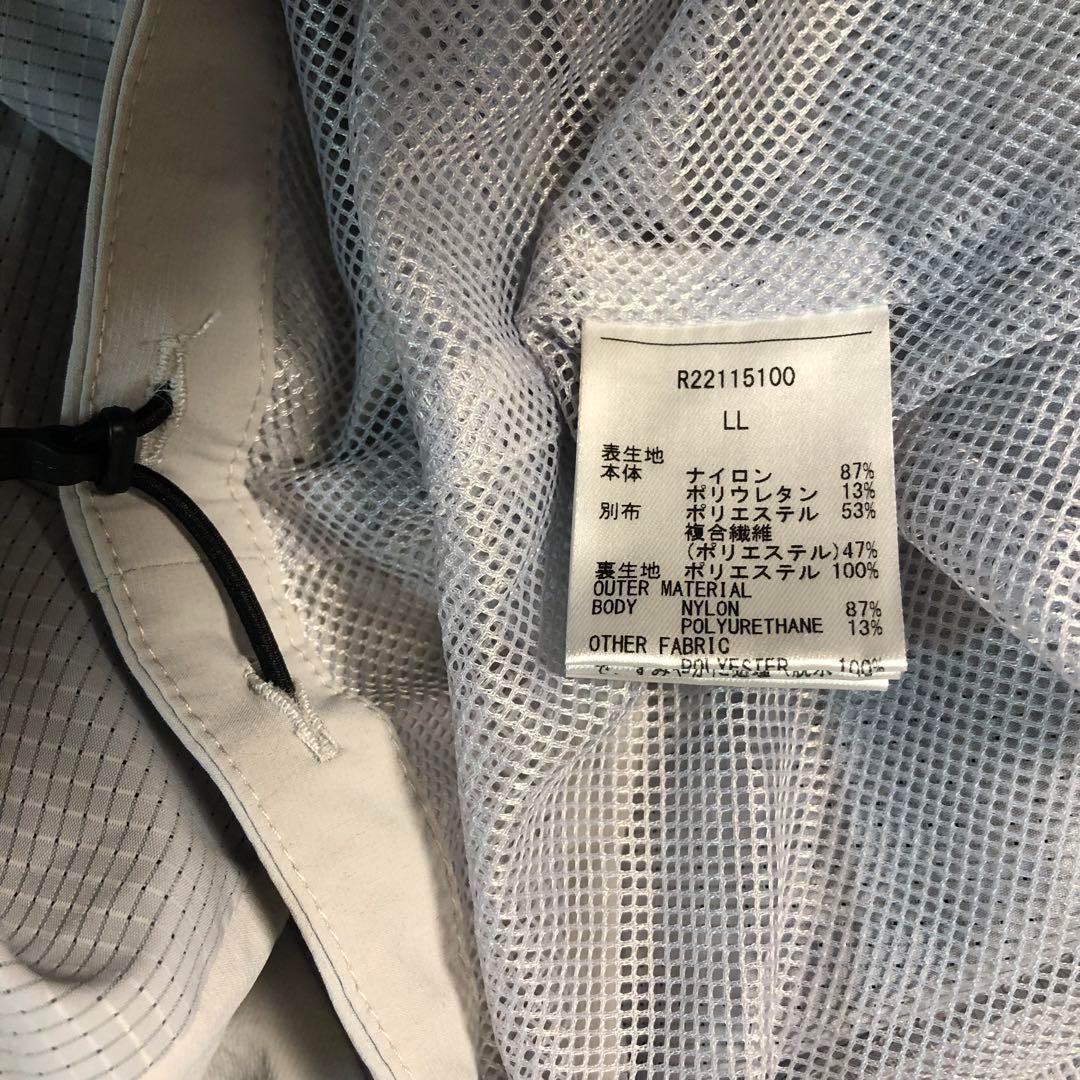 R22115100
LL
表生地
本体 ナイロン 87%
ポリウレタン 13%
別布 ポリエステル 53%
複合繊維
(ポリエステル)47%
裏生地 ポリエステル 100%
OUTER MATERIAL
BODY NYLON 87%
POLYURETHANE 13%
OTHER FABRIC
POLYESTER 100%